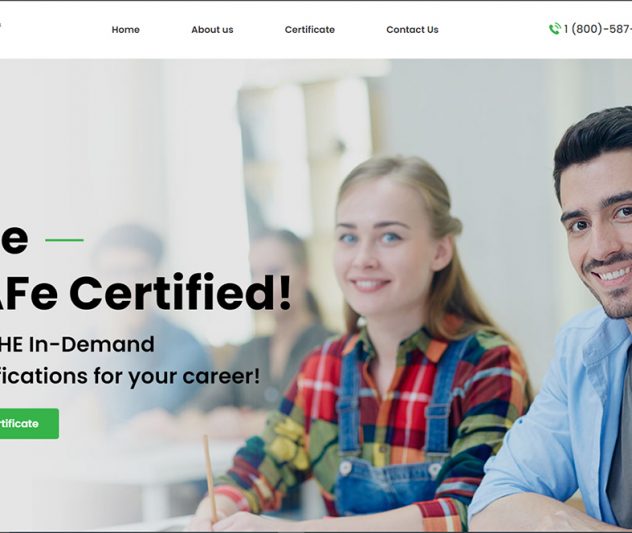 Home About us Certificate Contact Us 1 (800)-587-
e
AFe Certified!
HE In-Demand
fications for your career!
rtificate